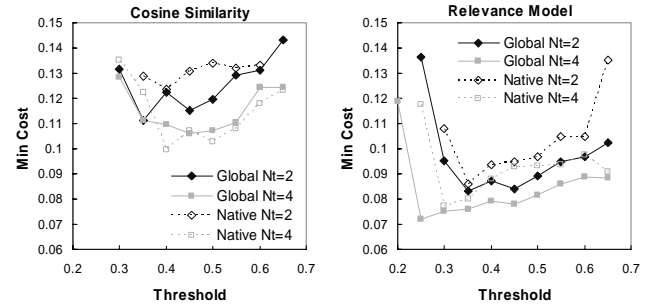 Cosine Similarity
0.15
0.14
0.13
0.12
0.11
0.1
0.09
0.08
0.07
0.06
Min Cost
Global Nt=2
Global Nt=4
Native Nt=2
Native Nt=4
0.2 0.3 0.4 0.5 0.6 0.7
Threshold
Relevance Model
0.15
0.14
0.13
0.12
0.11
0.1
0.09
0.08
0.07
0.06
Min Cost
Global Nt=2
Global Nt=4
Native Nt=2
Native Nt=4
0.2 0.3 0.4 0.5 0.6 0.7
Threshold